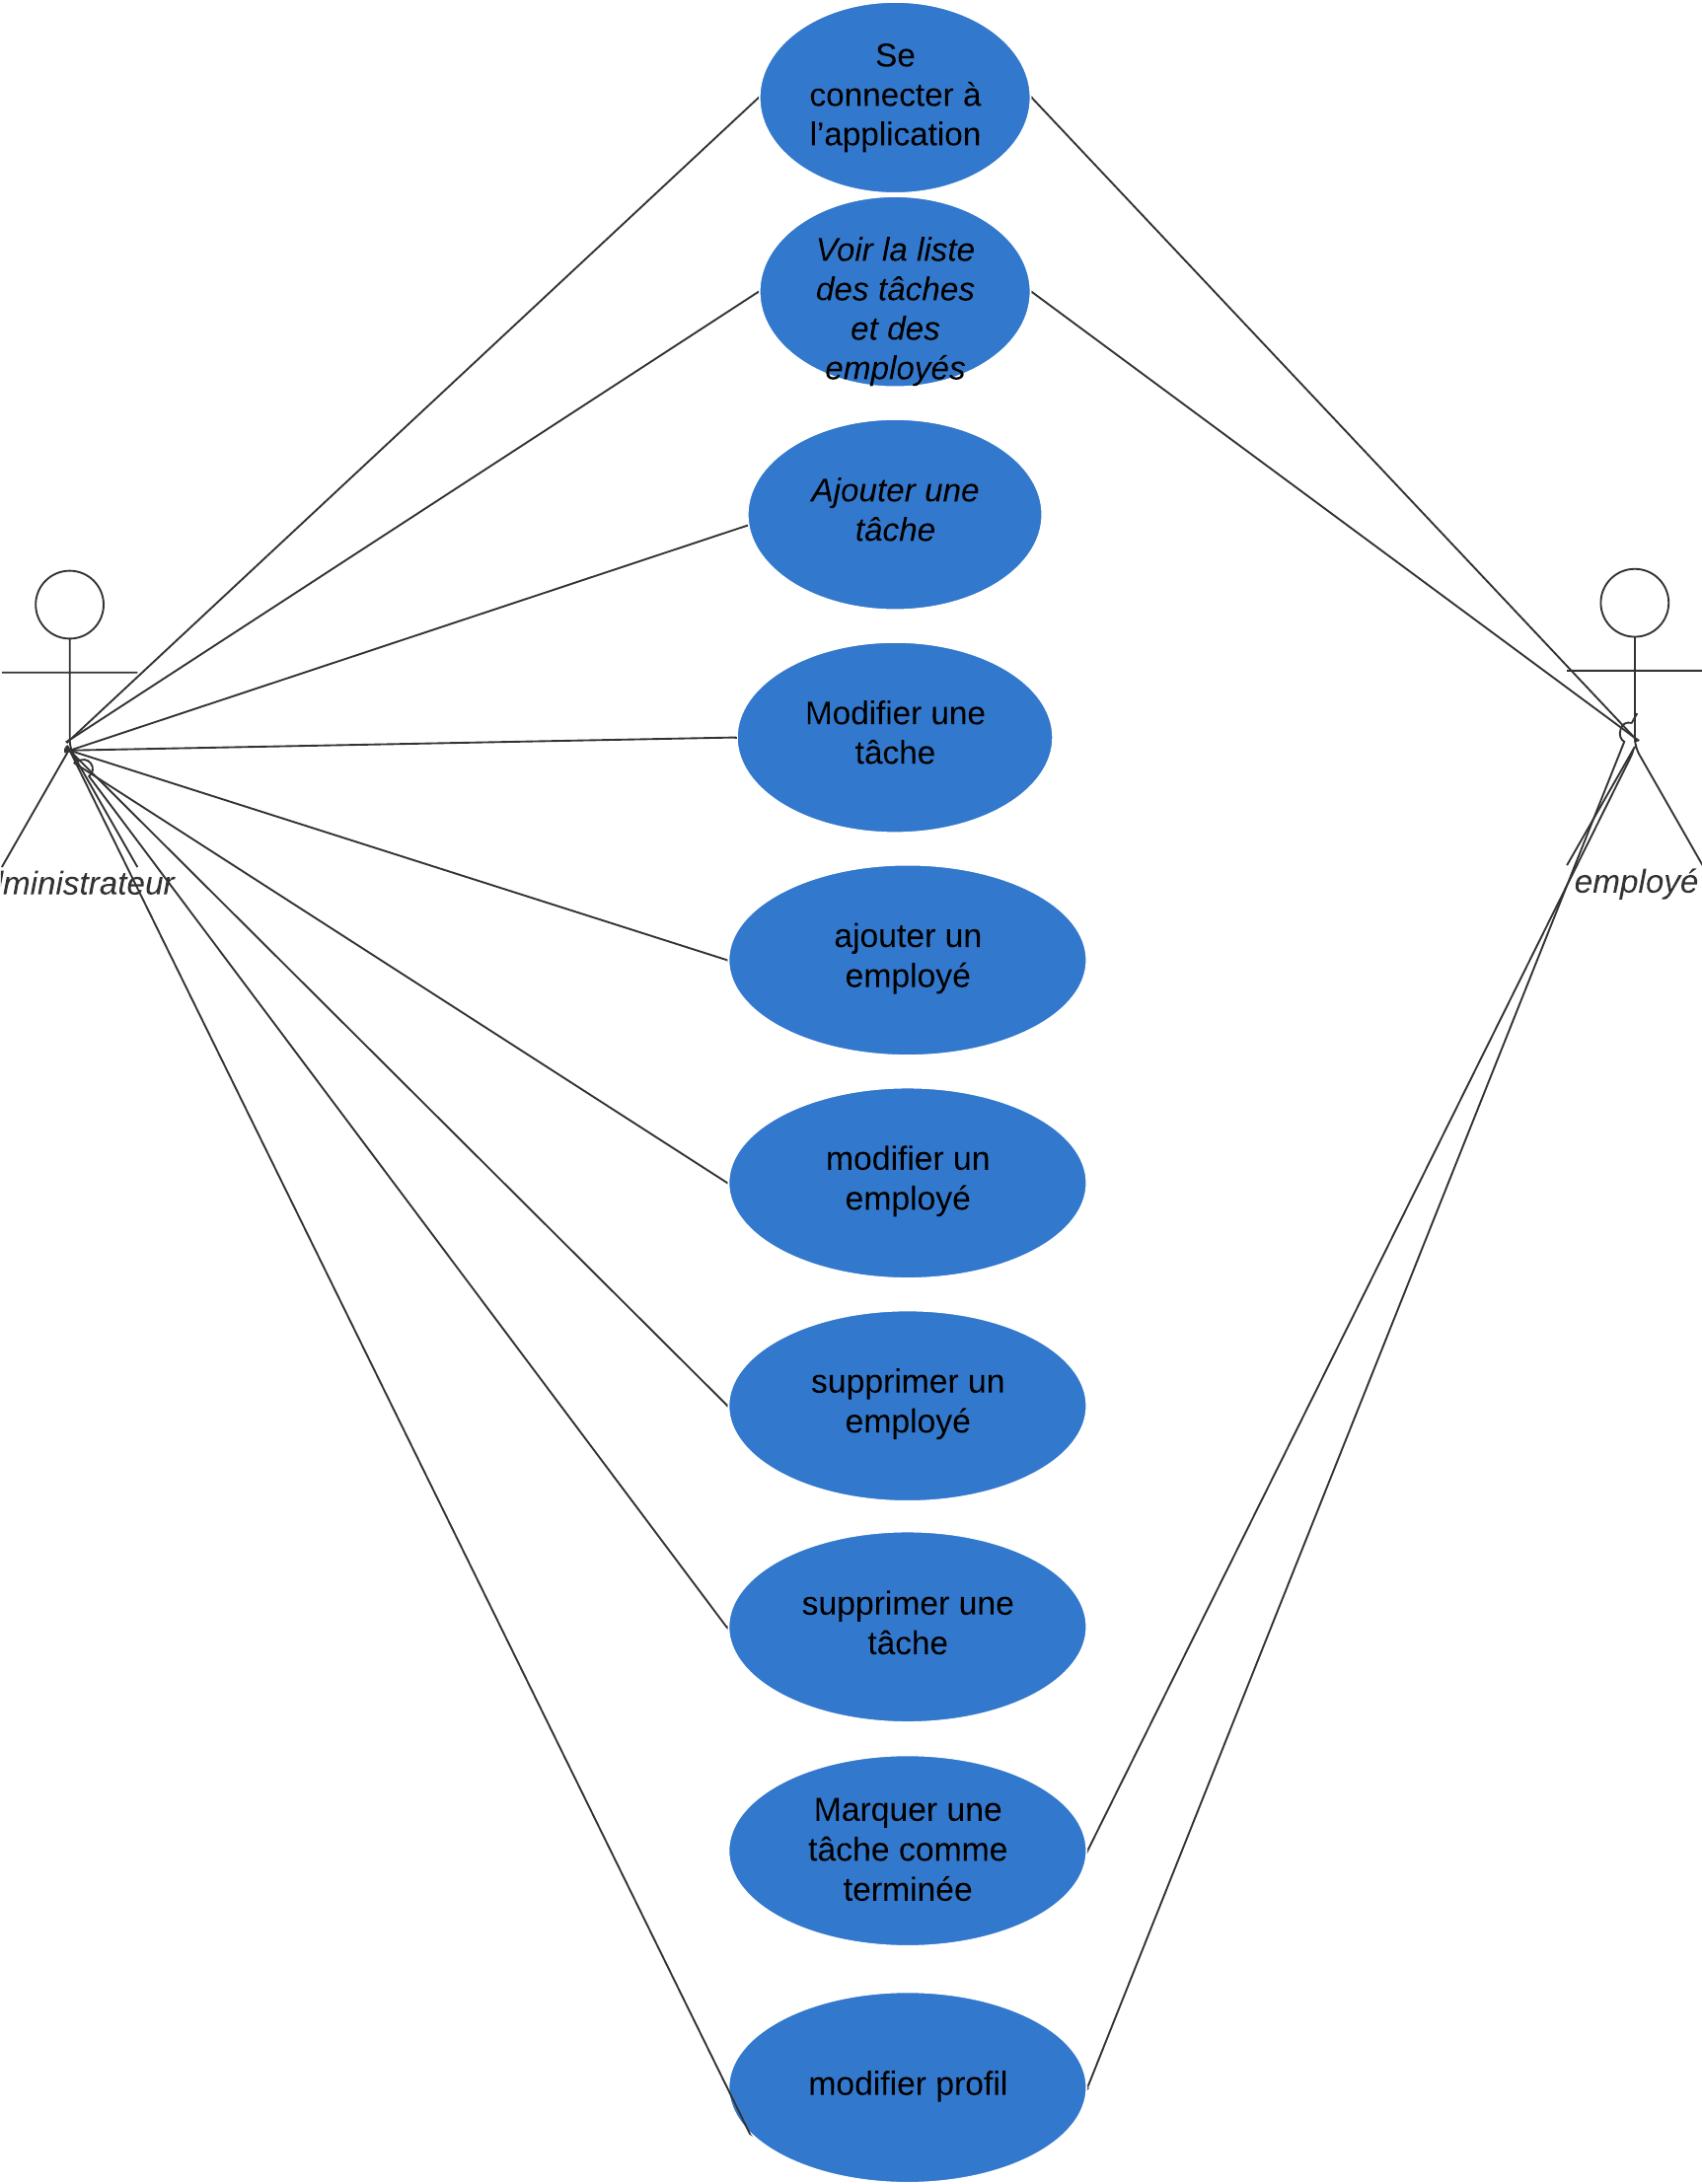 Se
connecter à
l’application
Voir la liste
des tâches
et des
employés
Ajouter une
tâche
Modifier une
tâche
ministrateur
employé
ajouter un
employé
modifier un
employé
supprimer un
employé
supprimer une
tâche
Marquer une
tâche comme
terminée
modifier profil